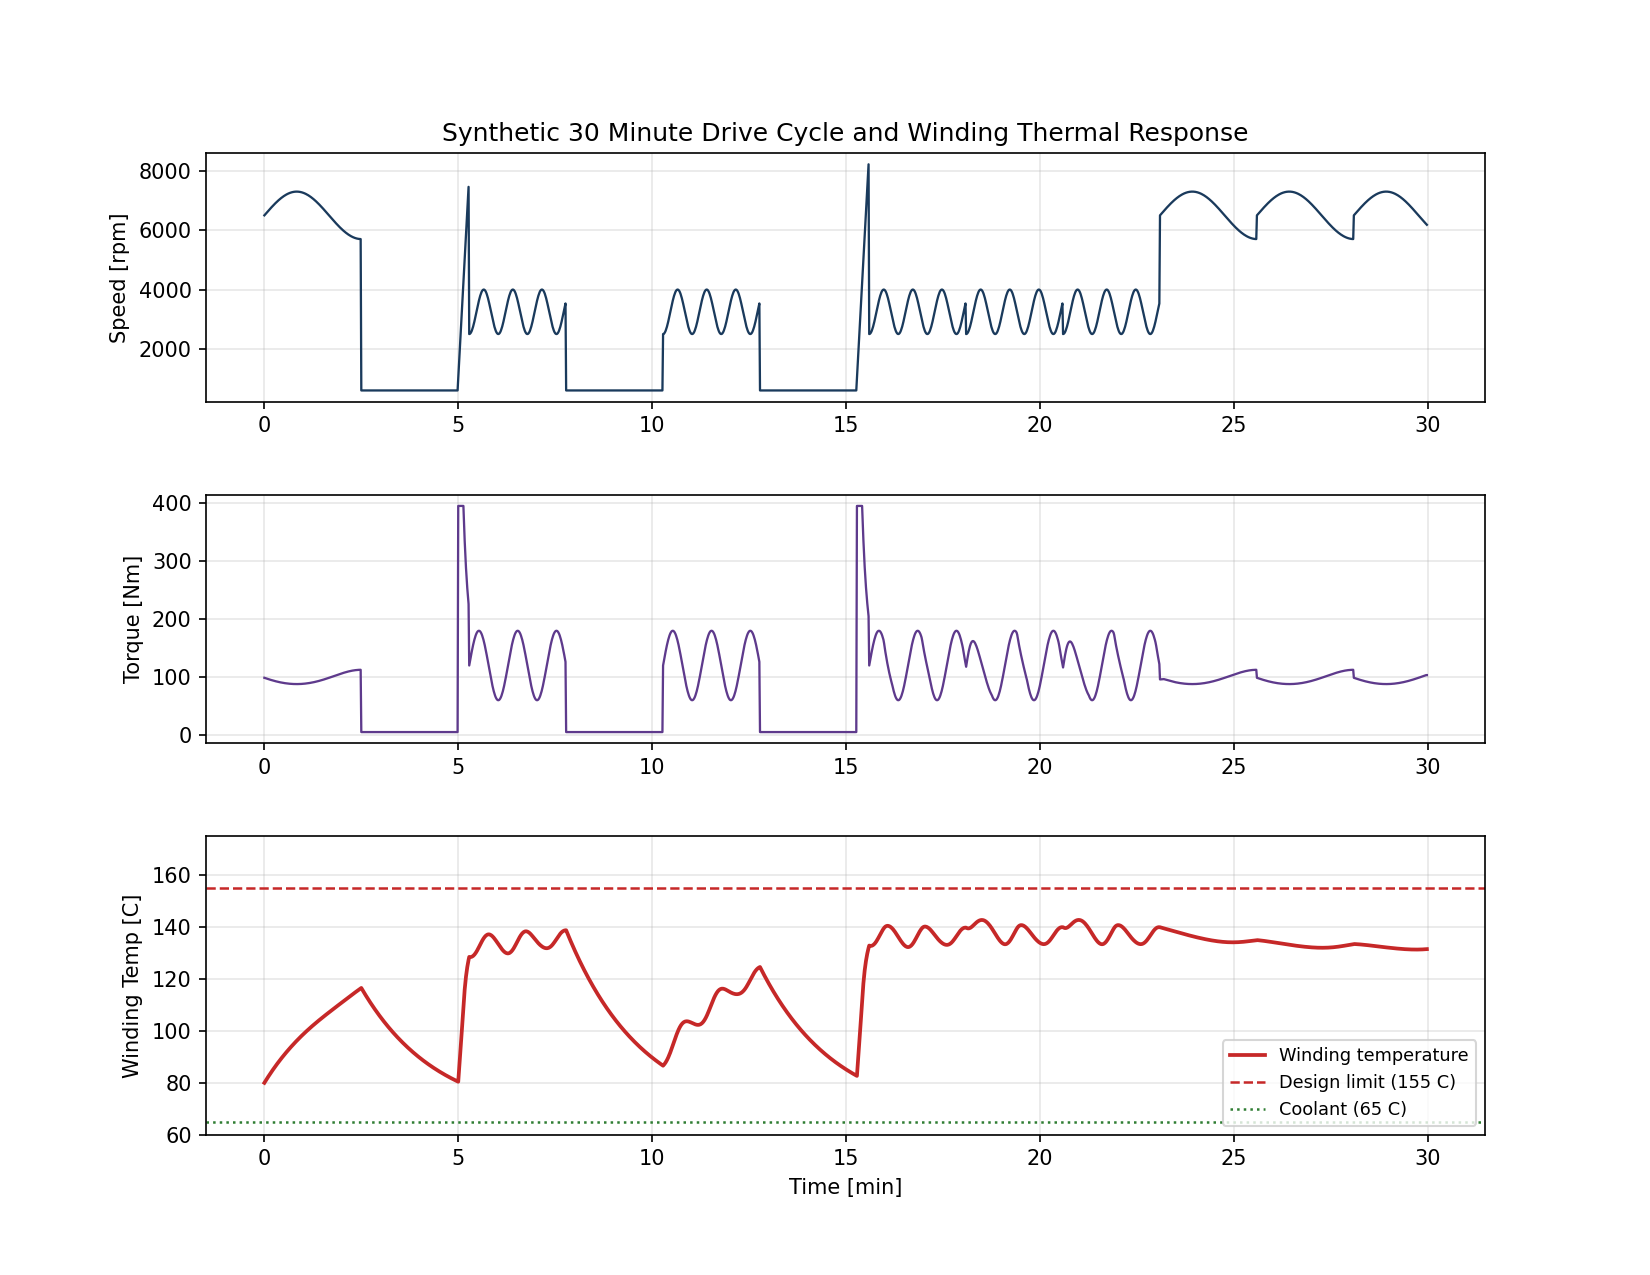 Synthetic 30 Minute Drive Cycle and Winding Thermal Response
Speed [rpm]
8000
6000
4000
2000
0 5 10 15 20 25 30
Torque [Nm]
400
300
200
100
0
0 5 10 15 20 25 30
Winding Temp [C]
160
140
120
100
80
60
Winding temperature
Design limit (155 C)
Coolant (65 C)
0 5 10 15 20 25 30
Time [min]